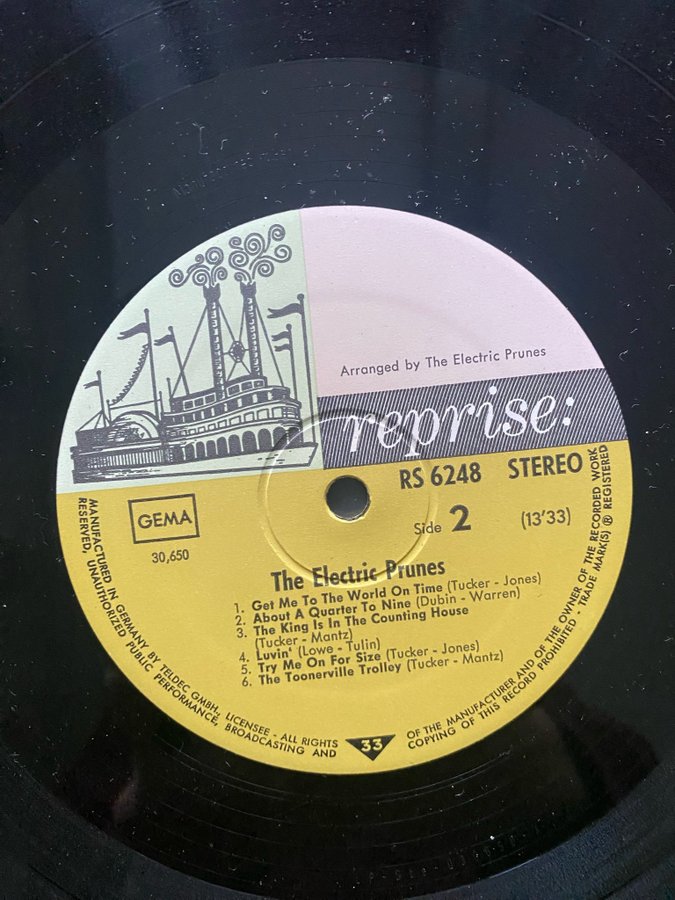 Arranged by The Electric Prunes
reprise:
RS 6248 STEREO
GEMA
Side 2 (13'33)
30,650
The Electric Prunes
1. Get Me To The World On Time (Tucker - Jones)
2. About A Quarter To Nine (Dubin - Warren)
3. The King Is In The Counting House
(Tucker - Mantz)
4. Luvin' (Lowe - Tulin)
5. Try Me On For Size (Tucker - Jones)
6. The Toonerville Trolley (Tucker - Mantz)
MANUFACTURED IN GERMANY BY TELDEC GMBH., LICENSEE - ALL RIGHTS
RESERVED, UNAUTHORIZED PUBLIC PERFORMANCE, BROADCASTING AND
33
OF THE MANUFACTURER AND OF THE OWNER OF THE RECORDED WORK
COPYING OF THIS RECORD PROHIBITED - TRADE MARK(S) ® REGISTERED